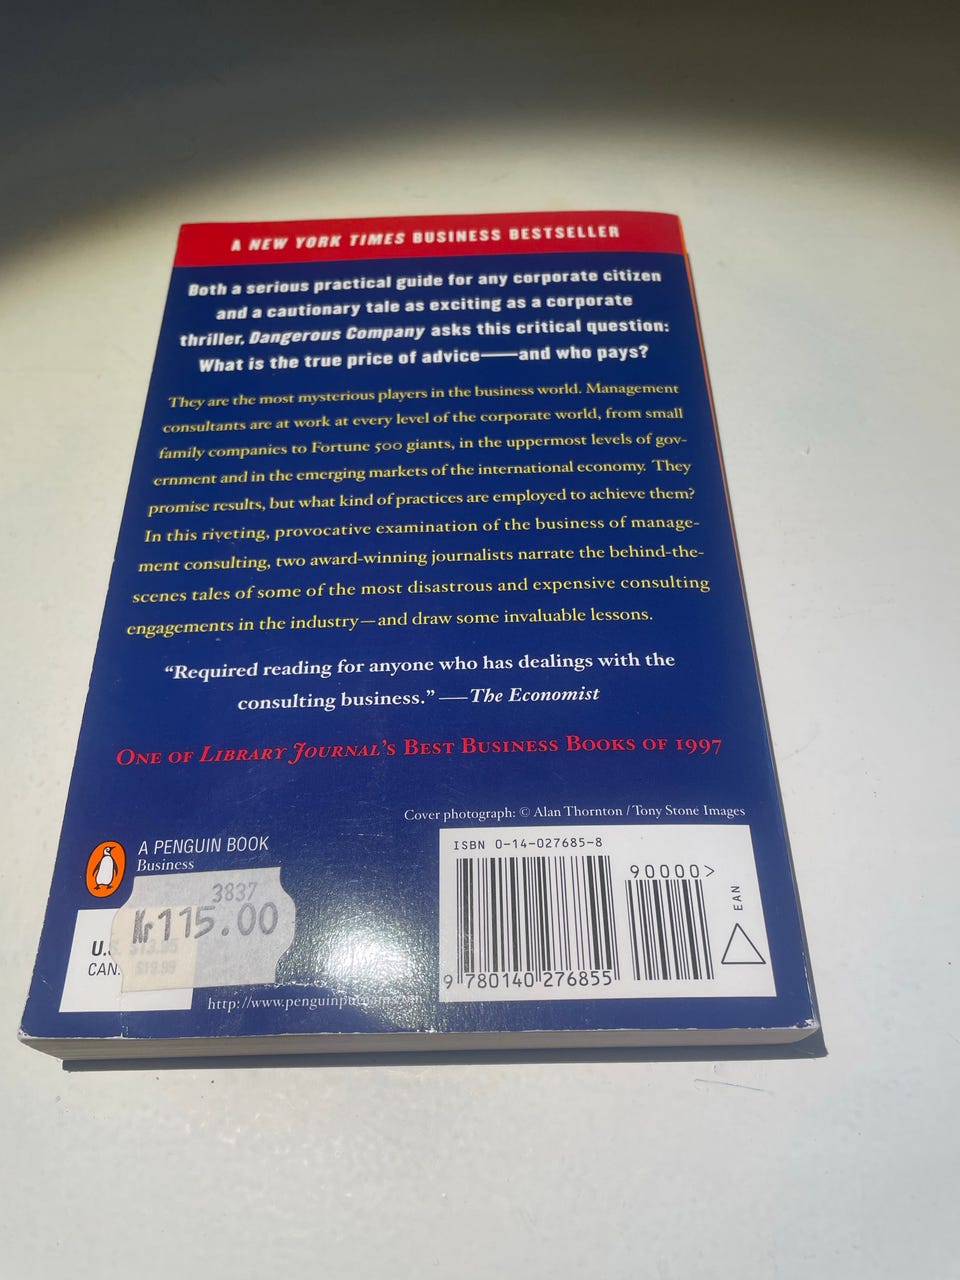 A NEW YORK TIMES BUSINESS BESTSELLER
Both a serious practical guide for any corporate citizen
and a cautionary tale as exciting as a corporate
thriller, Dangerous Company asks this critical question:
What is the true price of advice—and who pays?
They are the most mysterious players in the business world. Management
consultants are at work at every level of the corporate world, from small
family companies to Fortune 500 giants, in the uppermost levels of gov-
ernment and in the emerging markets of the international economy. They
promise results, but what kind of practices are employed to achieve them?
In this riveting, provocative examination of the business of manage-
ment consulting, two award-winning journalists narrate the behind-the-
scenes tales of some of the most disastrous and expensive consulting
engagements in the industry—and draw some invaluable lessons.
“Required reading for anyone who has dealings with the
consulting business.” —The Economist
One of Library Journal's Best Business Books of 1997
Cover photograph: © Alan Thornton / Tony Stone Images
A PENGUIN BOOK
Business
3837
Kr115.00
U.S.
CAN. $19.99
http://www.penguinputnam.com
ISBN 0-14-027685-8
90000>
EAN
9 780140 276855